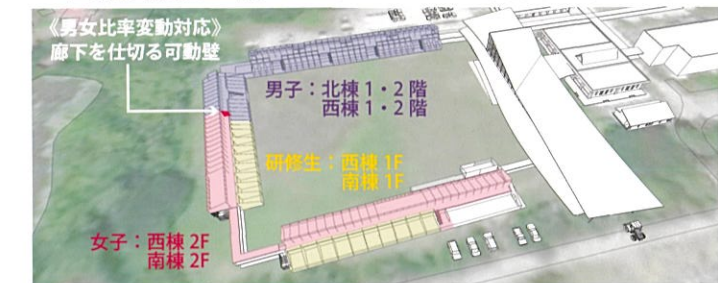 《男女比率変動対応》
廊下を仕切る可動壁
男子：北棟 1・2 階
西棟 1・2 階
研修生：西棟 1F
南棟 1F
女子：西棟 2F
南棟 2F